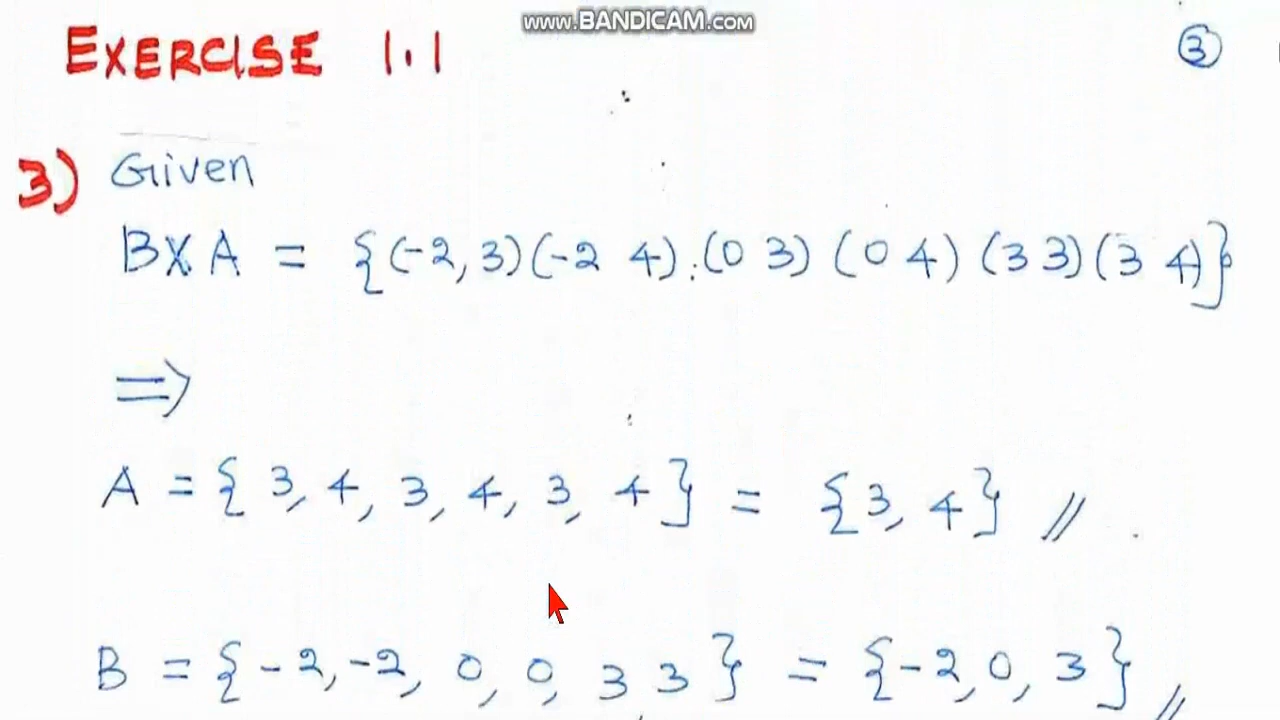 www.BANDICAM.com
EXERCISE 1.1
3
3) Given
B×A = {(-2,3)(-2 4).(0 3)(0 4)(3 3)(3 4)}
⇒
A = {3, 4, 3, 4, 3, 4} = {3, 4} //.
B = {-2, -2, 0, 0, 3 3} = {-2, 0, 3} //